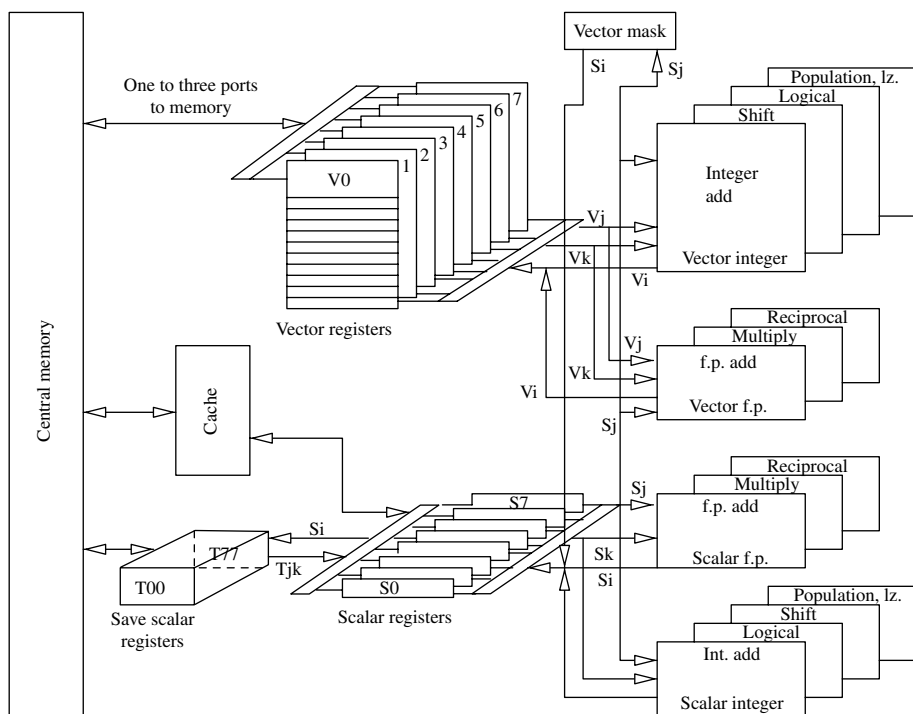 Vector mask
Si
Sj
Population, lz.
Logical
Shift
Integer
add
Vector integer
One to three ports
to memory
7
6
5
4
3
2
1
V0
Vj
Vk
Vi
Vector registers
Reciprocal
Multiply
f.p. add
Vector f.p.
Vj
Vk
Vi
Sj
Central memory
Cache
Reciprocal
Multiply
f.p. add
Scalar f.p.
S7
Sj
Sk
Si
S0
Scalar registers
Si
Tjk
T77
T00
Save scalar
registers
Population, lz.
Shift
Logical
Int. add
Scalar integer